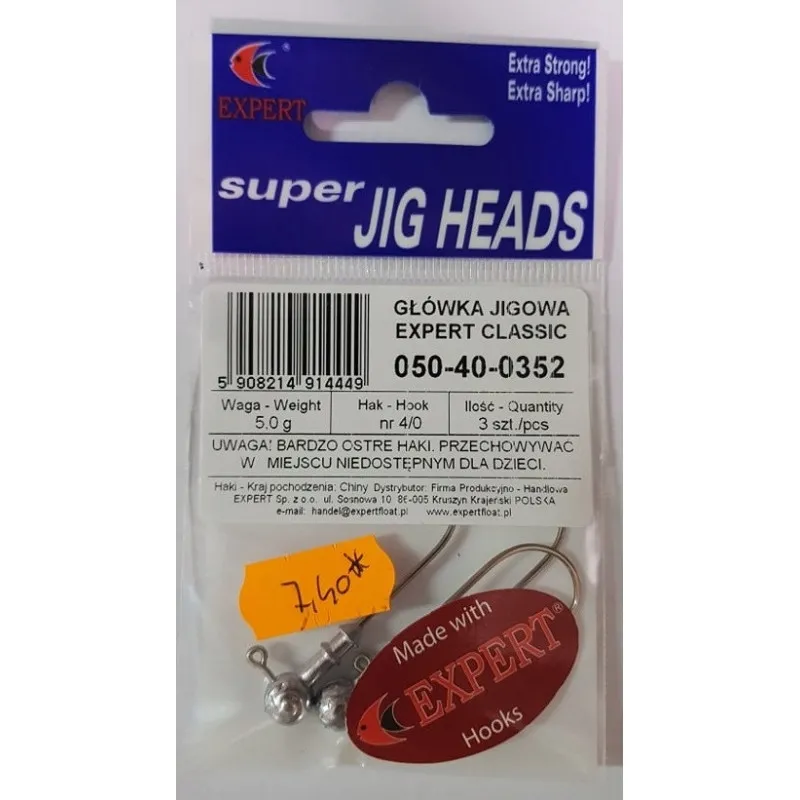 EXPERT®
Extra Strong!
Extra Sharp!
super JIG HEADS
GŁÓWKA JIGOWA
EXPERT CLASSIC
050-40-0352
5 908214 914449
Waga - Weight
5,0 g
Hak - Hook
nr 4/0
Ilość - Quantity
3 szt./pcs
UWAGA! BARDZO OSTRE HAKI. PRZECHOWYWAĆ
W MIEJSCU NIEDOSTĘPNYM DLA DZIECI.
Haki - Kraj pochodzenia: Chiny Dystrybutor: Firma Produkcyjno - Handlowa
EXPERT Sp. z o.o. ul. Sosnowa 10 86-005 Kruszyn Krajeński POLSKA
e-mail: handel@expertfloat.pl www.expertfloat.pl
7,40*
Made with
EXPERT®
Hooks